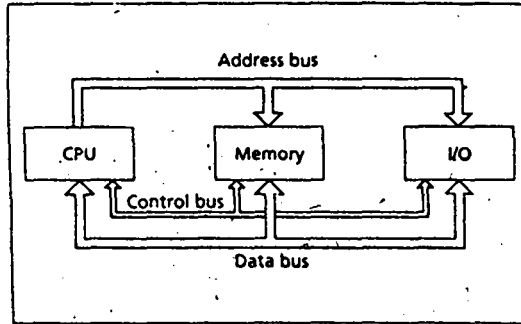 Address bus
CPU
Memory
I/O
Control bus
Data bus